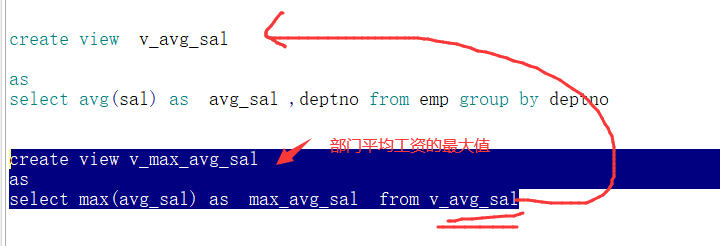 create view  v_avg_sal
as
select avg(sal) as  avg_sal ,deptno from emp group by deptno
部门平均工资的最大值
create view v_max_avg_sal
as
select max(avg_sal) as  max_avg_sal  from v_avg_sal